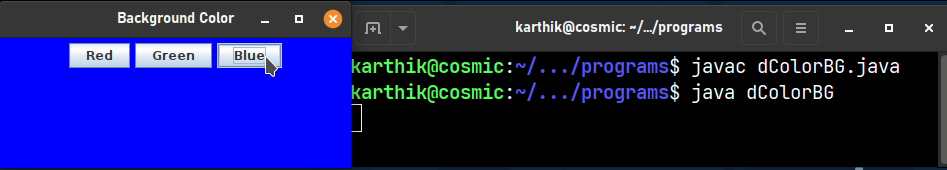 Background Color
Red Green Blue
karthik@cosmic: ~/.../programs
karthik@cosmic:~/.../programs$ javac dColorBG.java
karthik@cosmic:~/.../programs$ java dColorBG